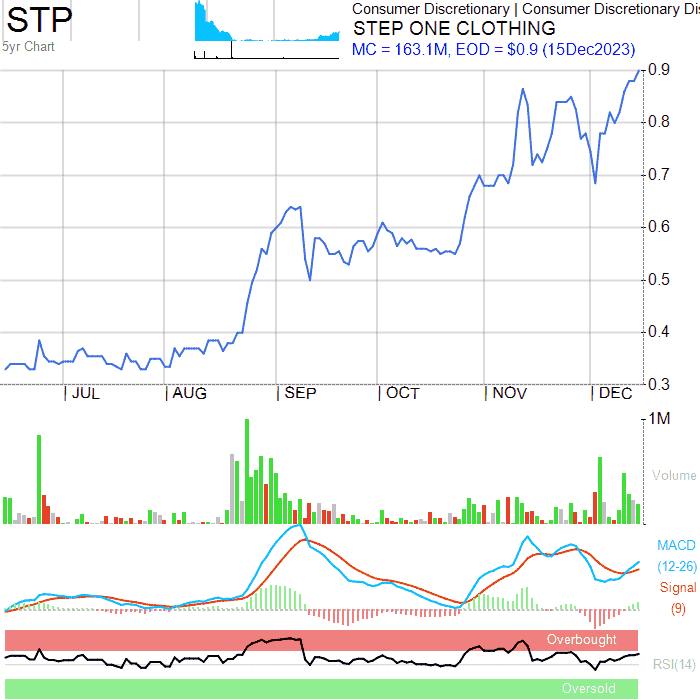 STP
5yr Chart
Consumer Discretionary | Consumer Discretionary Dis
STEP ONE CLOTHING
MC = 163.1M, EOD = $0.9 (15Dec2023)
0.9
0.8
0.7
0.6
0.5
0.4
0.3
JUL AUG SEP OCT NOV DEC
1M
Volume
MACD
(12-26)
Signal
(9)
Overbought
RSI(14)
Oversold